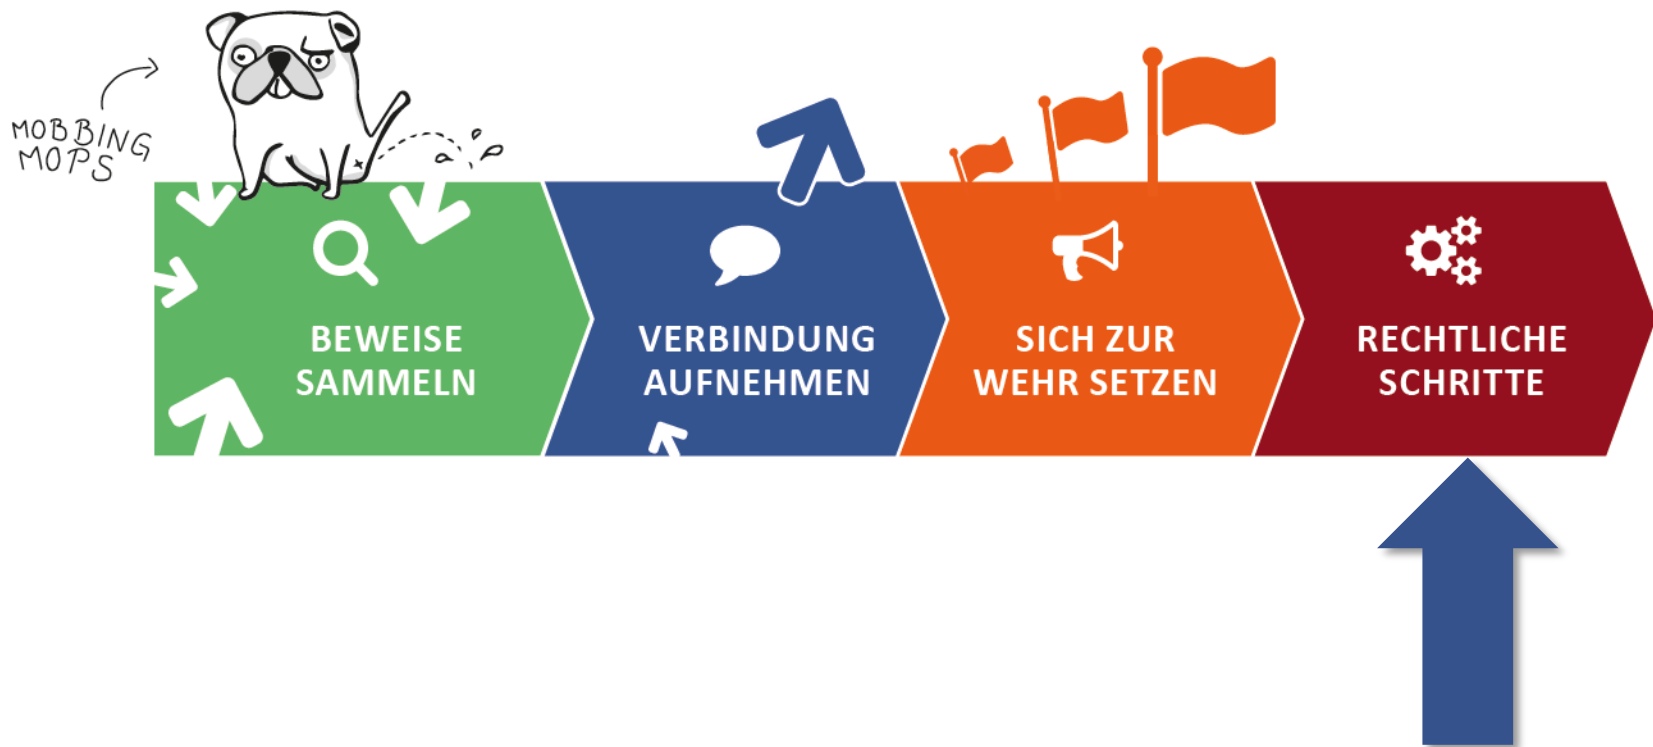 MOBBING
MOPS
BEWEISE
SAMMELN
VERBINDUNG
AUFNEHMEN
SICH ZUR
WEHR SETZEN
RECHTLICHE
SCHRITTE